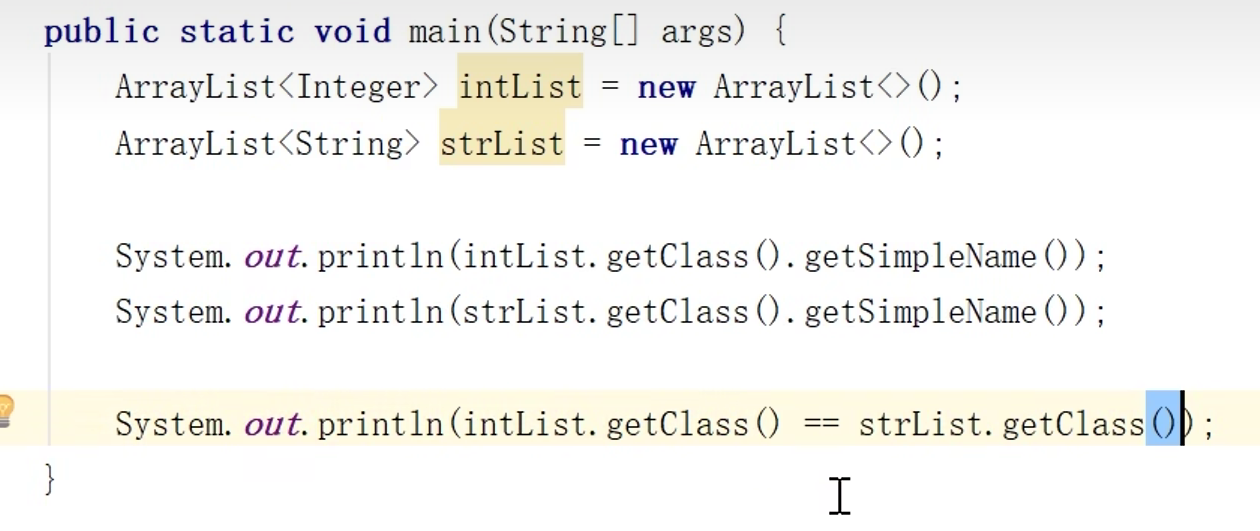 public static void main(String[] args) {
ArrayList<Integer> intList = new ArrayList<>();
ArrayList<String> strList = new ArrayList<>();
System.out.println(intList.getClass().getSimpleName());
System.out.println(strList.getClass().getSimpleName());
System.out.println(intList.getClass() == strList.getClass());
}